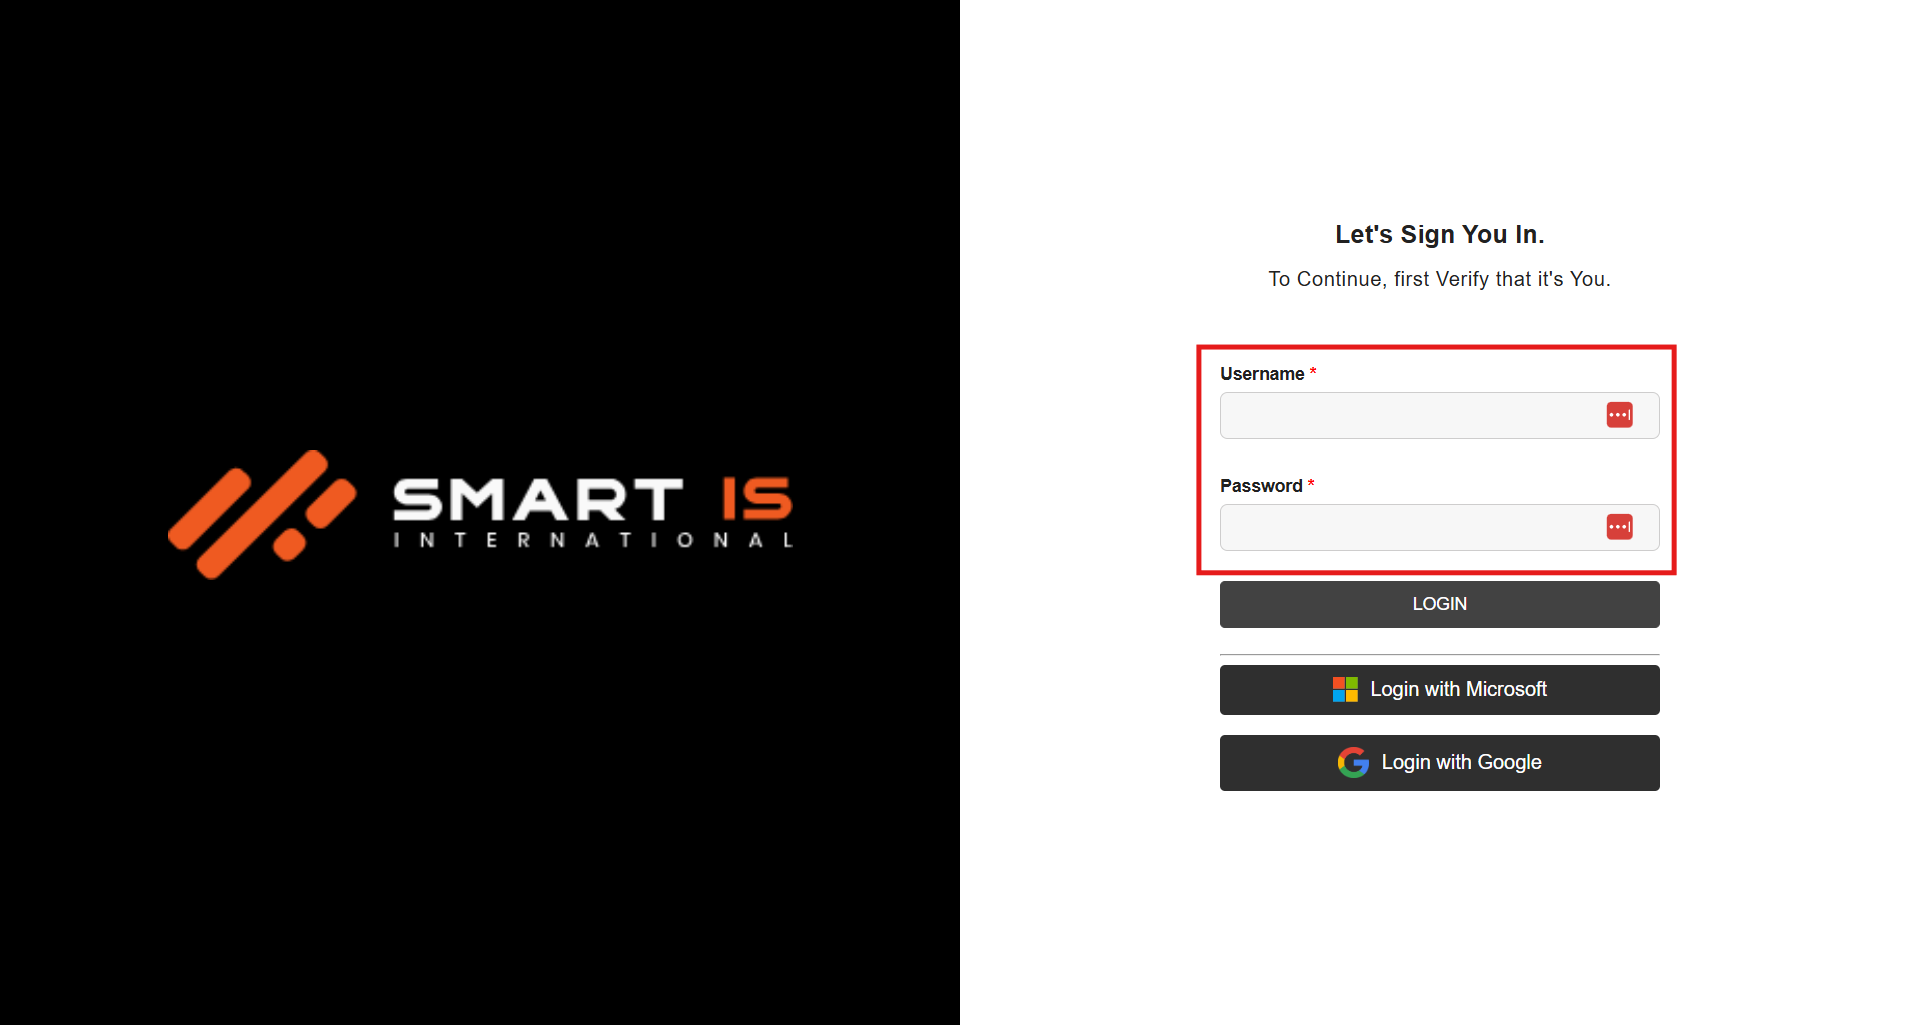 SMART IS
INTERNATIONAL
Let's Sign You In.
To Continue, first Verify that it's You.
Username *
Password *
LOGIN
Login with Microsoft
Login with Google